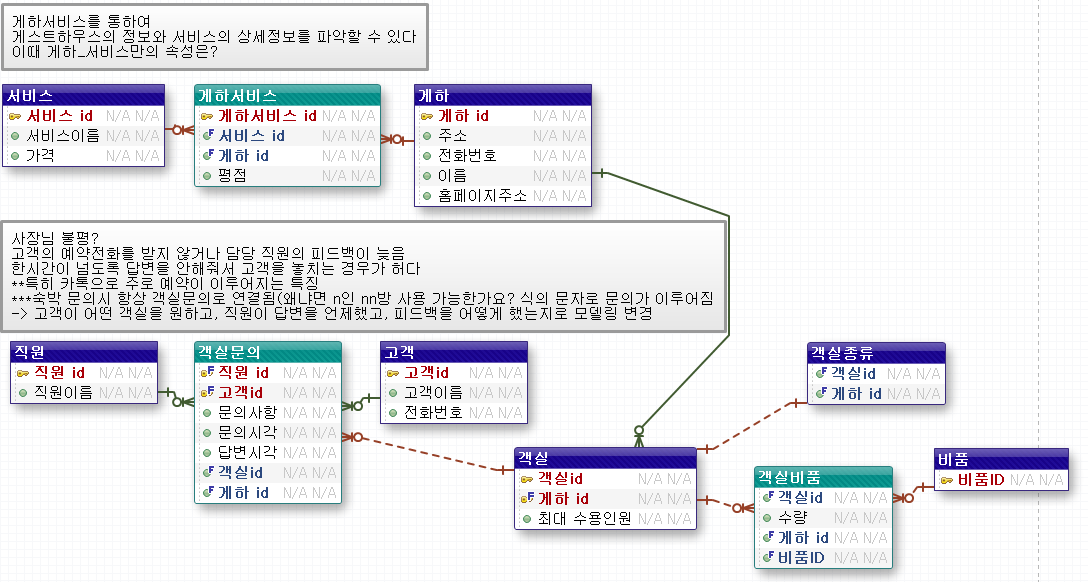 게하서비스를 통하여
게스트하우스의 정보와 서비스의 상세정보를 파악할 수 있다
이때 게하_서비스만의 속성은?
서비스
서비스 id N/A N/A
서비스이름 N/A N/A
가격 N/A N/A
게하서비스
게하서비스 id N/A N/A
서비스 id N/A N/A
게하 id N/A N/A
평점 N/A N/A
게하
게하 id N/A N/A
주소 N/A N/A
전화번호 N/A N/A
이름 N/A N/A
홈페이지주소 N/A N/A
사장님 불평?
고객의 예약전화를 받지 않거나 담당 직원의 피드백이 늦음
한시간이 넘도록 답변을 안해줘서 고객을 놓치는 경우가 허다
**특히 카톡으로 주로 예약이 이루어지는 특징
***숙박 문의시 항상 객실문의로 연결됨(왜냐면 n인 nn방 사용 가능한가요? 식의 문자로 문의가 이루어짐
-> 고객이 어떤 객실을 원하고, 직원이 답변을 언제했고, 피드백을 어떻게 했는지로 모델링 변경
직원
직원 id N/A N/A
직원이름 N/A N/A
객실문의
직원 id N/A N/A
고객id N/A N/A
문의사항 N/A N/A
문의시각 N/A N/A
답변시각 N/A N/A
객실id N/A N/A
게하 id N/A N/A
고객
고객id N/A N/A
고객이름 N/A N/A
전화번호 N/A N/A
객실종류
객실id N/A N/A
게하 id N/A N/A
객실
객실id N/A N/A
게하 id N/A N/A
최대 수용인원 N/A N/A
객실비품
객실id N/A N/A
수량 N/A N/A
게하 id N/A N/A
비품ID N/A N/A
비품
비품ID N/A N/A